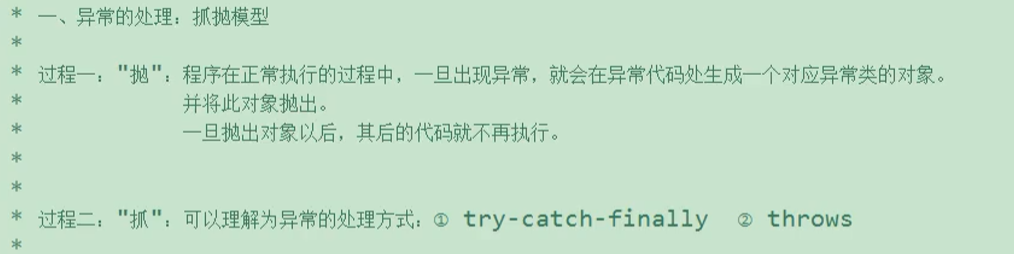 * 一、异常的处理：抓抛模型
*
* 过程一："抛"：程序在正常执行的过程中，一旦出现异常，就会在异常代码处生成一个对应异常类的对象。
* 并将此对象抛出。
* 一旦抛出对象以后，其后的代码就不再执行。
*
*
* 过程二："抓"：可以理解为异常的处理方式：① try-catch-finally ② throws
*